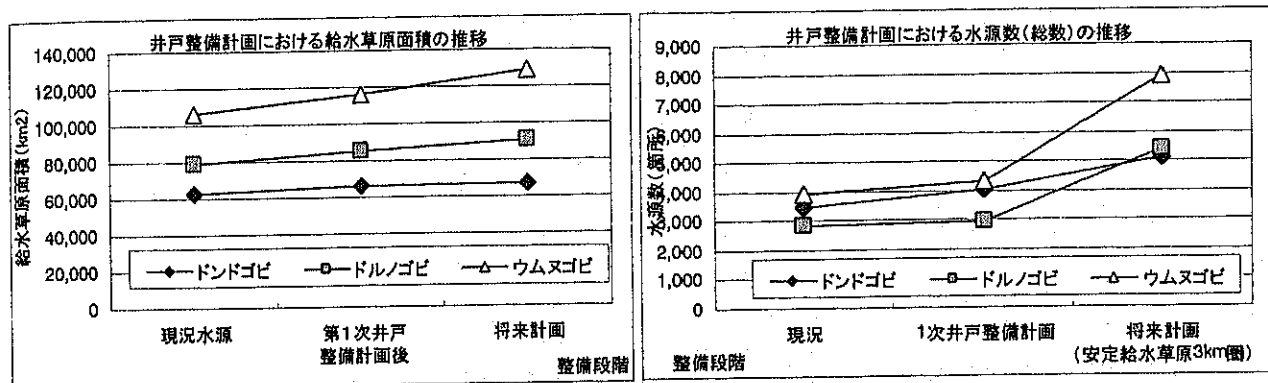 井戸整備計画における給水草原面積の推移
給水草原面積(km2)
140,000
120,000
100,000
80,000
60,000
40,000
20,000
0
ドンドゴビ ドルノゴビ ウムヌゴビ
現況水源 第1次井戸 将来計画
整備計画後
整備段階
井戸整備計画における水源数(総数)の推移
水源数(箇所)
9,000
8,000
7,000
6,000
5,000
4,000
3,000
2,000
1,000
0
ドンドゴビ ドルノゴビ ウムヌゴビ
現況 1次井戸整備計画 将来計画
整備段階 (安定給水草原3km圏)